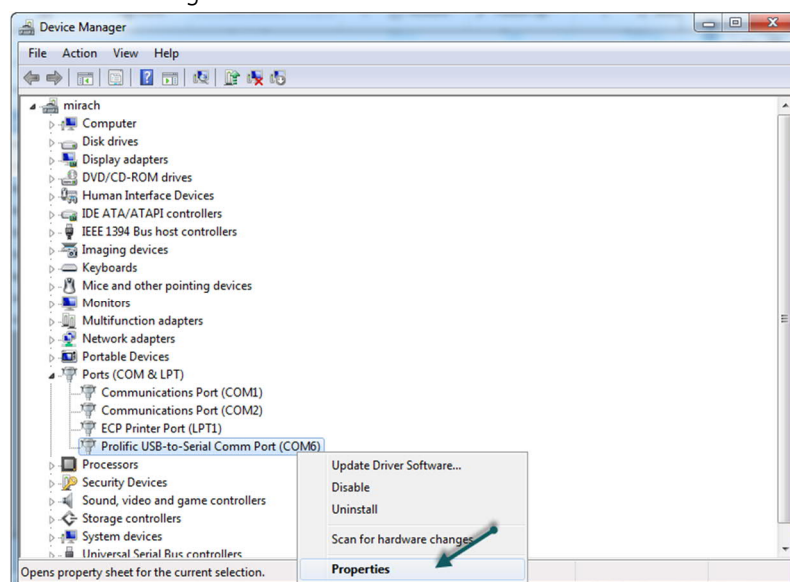 Device Manager
File Action View Help
mirach
Computer
Disk drives
Display adapters
DVD/CD-ROM drives
Human Interface Devices
IDE ATA/ATAPI controllers
IEEE 1394 Bus host controllers
Imaging devices
Keyboards
Mice and other pointing devices
Monitors
Multifunction adapters
Network adapters
Portable Devices
Ports (COM & LPT)
Communications Port (COM1)
Communications Port (COM2)
ECP Printer Port (LPT1)
Prolific USB-to-Serial Comm Port (COM6)
Processors
Security Devices
Sound, video and game controllers
Storage controllers
System devices
Universal Serial Bus controllers
Update Driver Software...
Disable
Uninstall
Scan for hardware changes
Properties
Opens property sheet for the current selection.